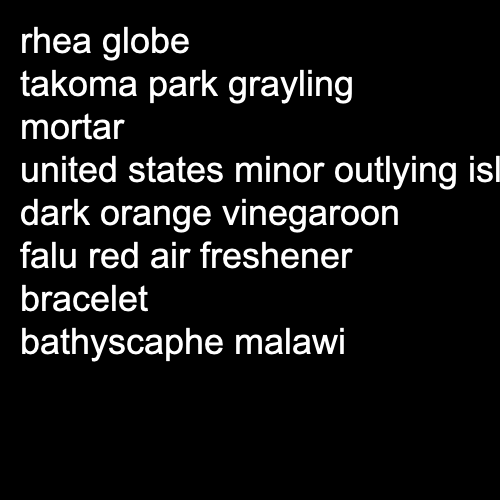 rhea globe
takoma park grayling
mortar
united states minor outlying
dark orange vinegaroon
falu red air freshener
bracelet
bathyscaphe malawi